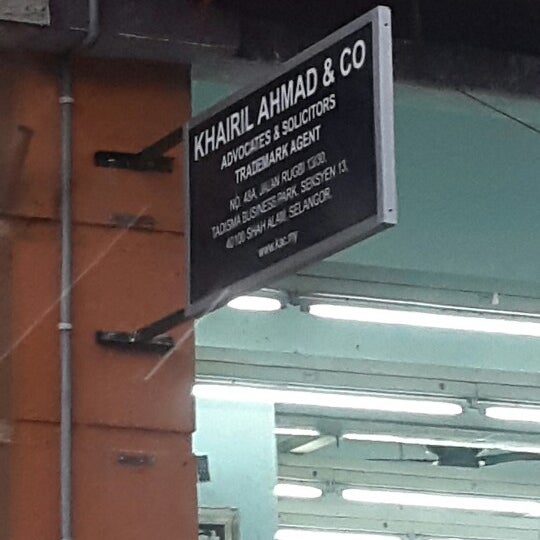 KHAIRIL AHMAD & CO
ADVOCATES & SOLICITORS
TRADEMARK AGENT
NO. 49A, JALAN RUGBI 13/30,
TADISMA BUSINESS PARK, SEKSYEN 13,
40100 SHAH ALAM, SELANGOR.
www.kac.my